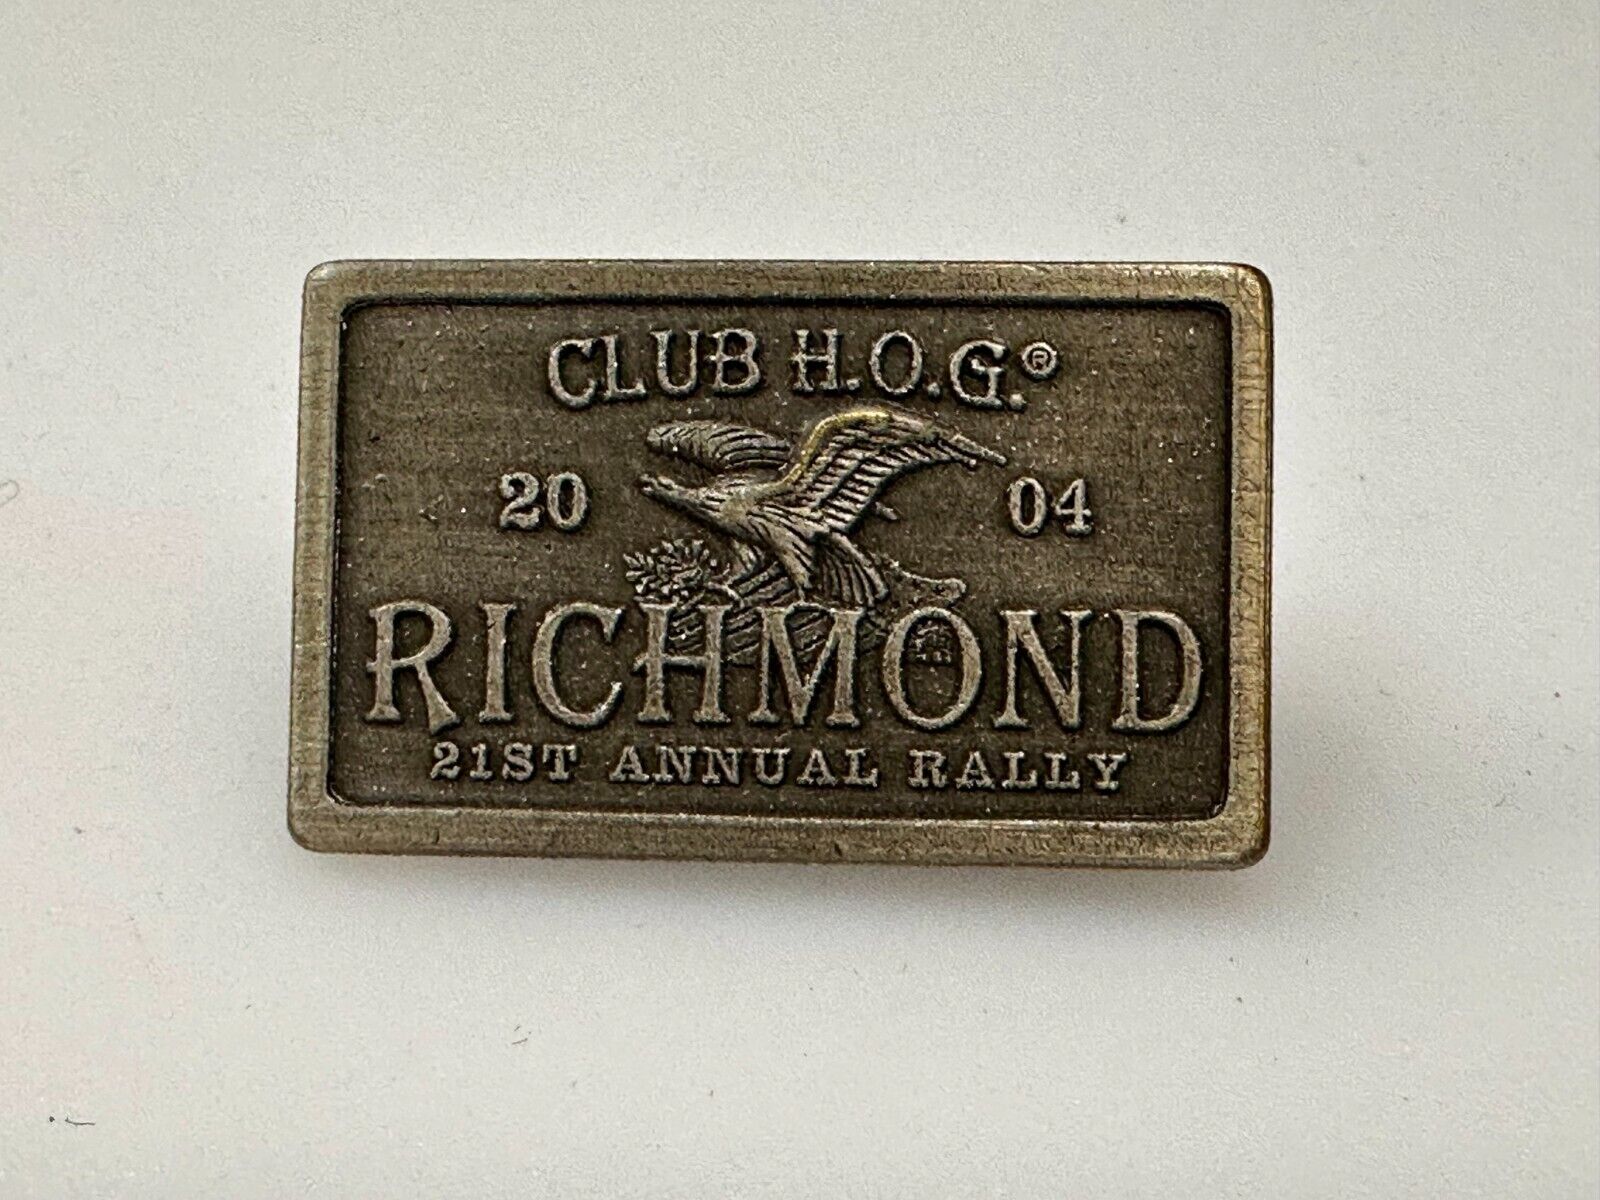 CLUB H.O.G.®
20 04
RICHMOND
21ST ANNUAL RALLY